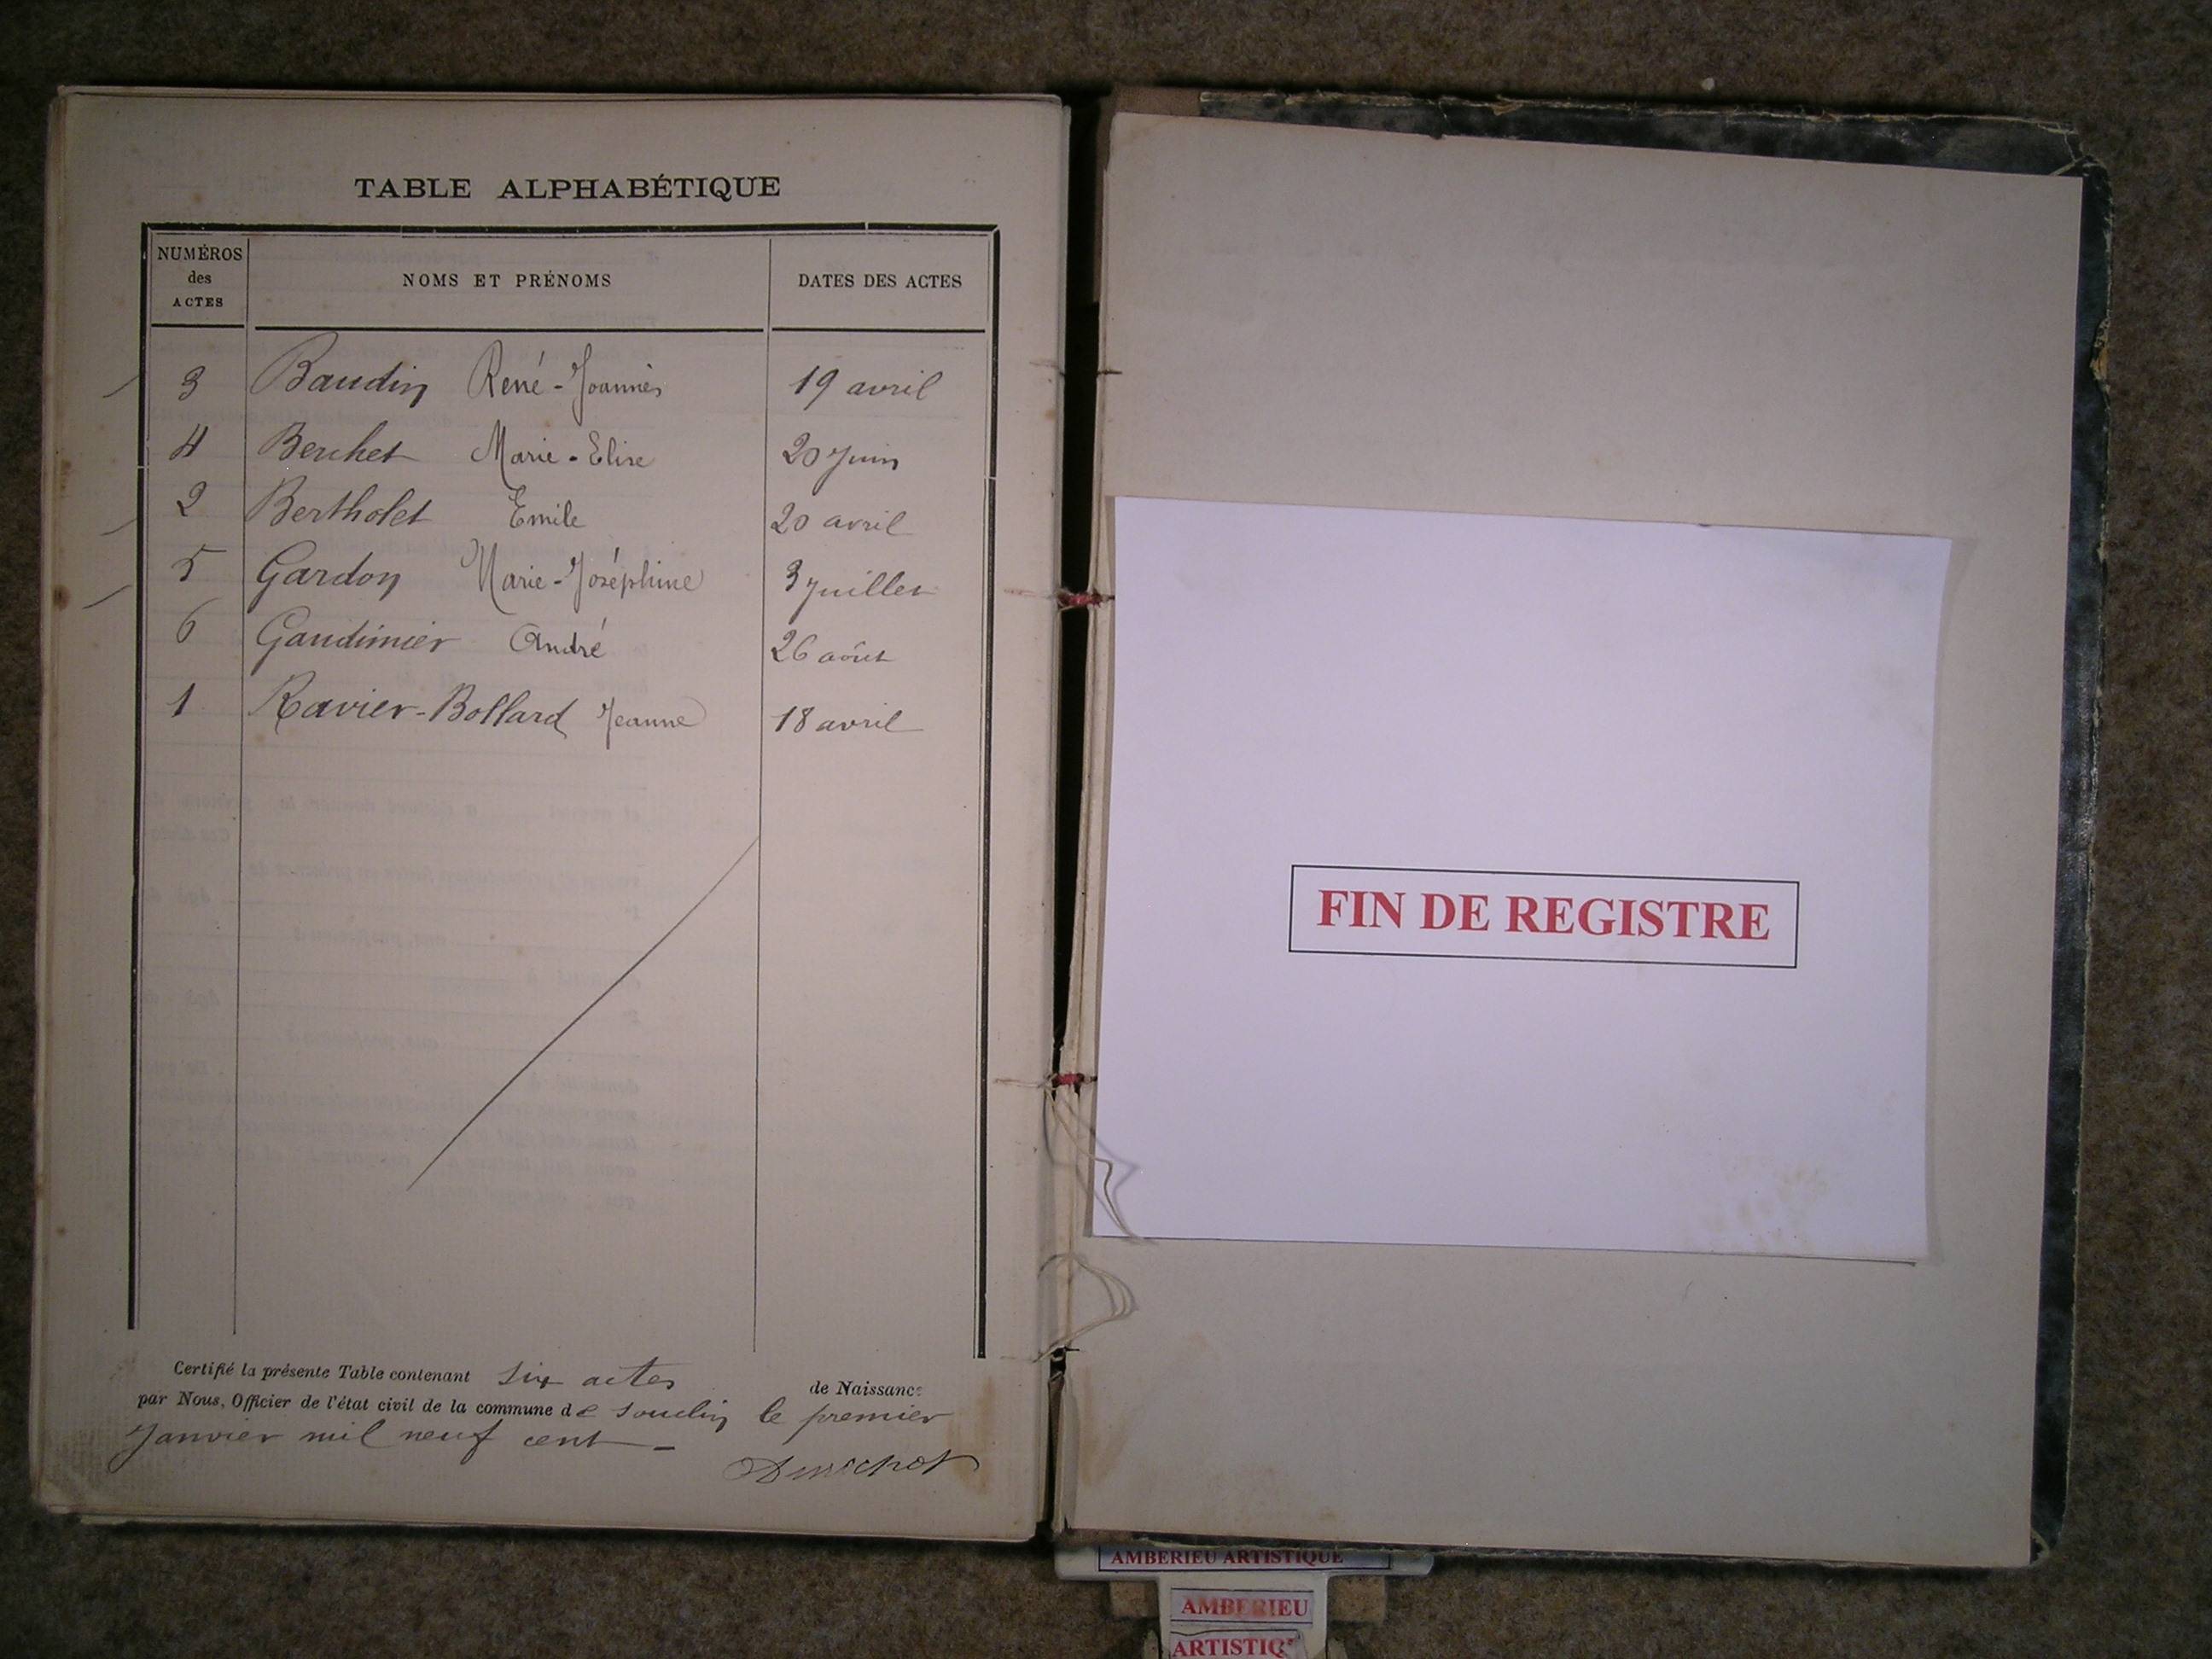 TABLE ALPHABÉTIQUE
NUMÉROS
des
ACTES
NOMS ET PRÉNOMS
DATES DES ACTES
3 Baudin René-Joannès 19 avril
4 Berchet Marie-Elise 20 Juin
2 Bertholet Emile 20 avril
5 Gardon Marie-Joséphine 3 Juillet
6 Gaudimier André 26 août
1 Ravier-Bollard Jeanne 18 avril
Certifié la présente Table contenant six actes de Naissance
par Nous, Officier de l'état civil de la commune de Souclin le premier
Janvier mil neuf cent
FIN DE REGISTRE
AMBERIEU ARTISTIQUE
AMBERIEU
ARTISTIQ